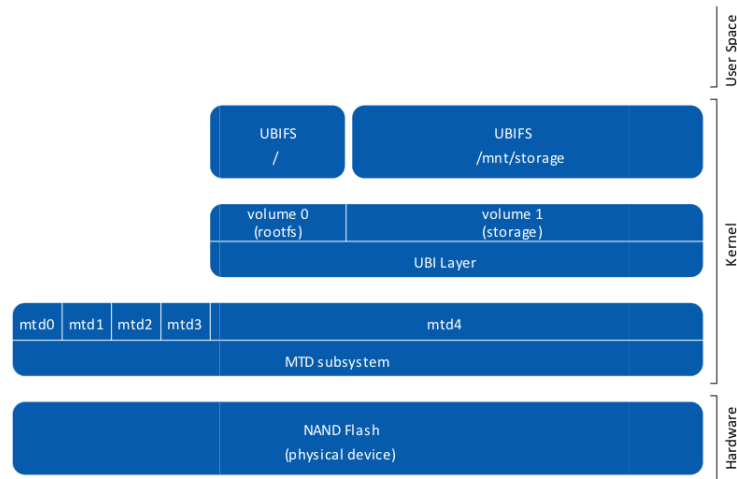 User Space
UBIFS
/
UBIFS
/mnt/storage
volume 0
(rootfs)
volume 1
(storage)
UBI Layer
Kernel
mtd0
mtd1
mtd2
mtd3
mtd4
MTD subsystem
NAND Flash
(physical device)
Hardware